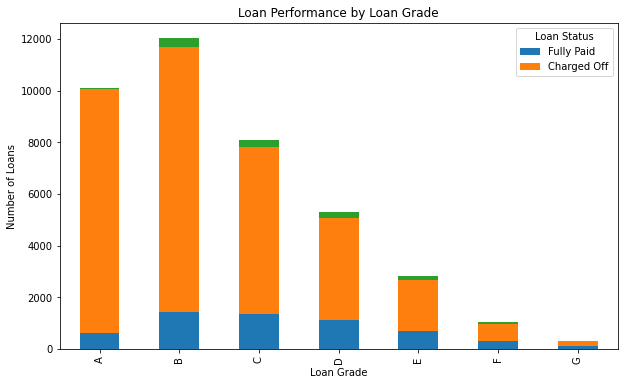 Loan Performance by Loan Grade
Loan Status
Fully Paid
Charged Off
Number of Loans
12000
10000
8000
6000
4000
2000
0
A
B
C
D
E
F
G
Loan Grade